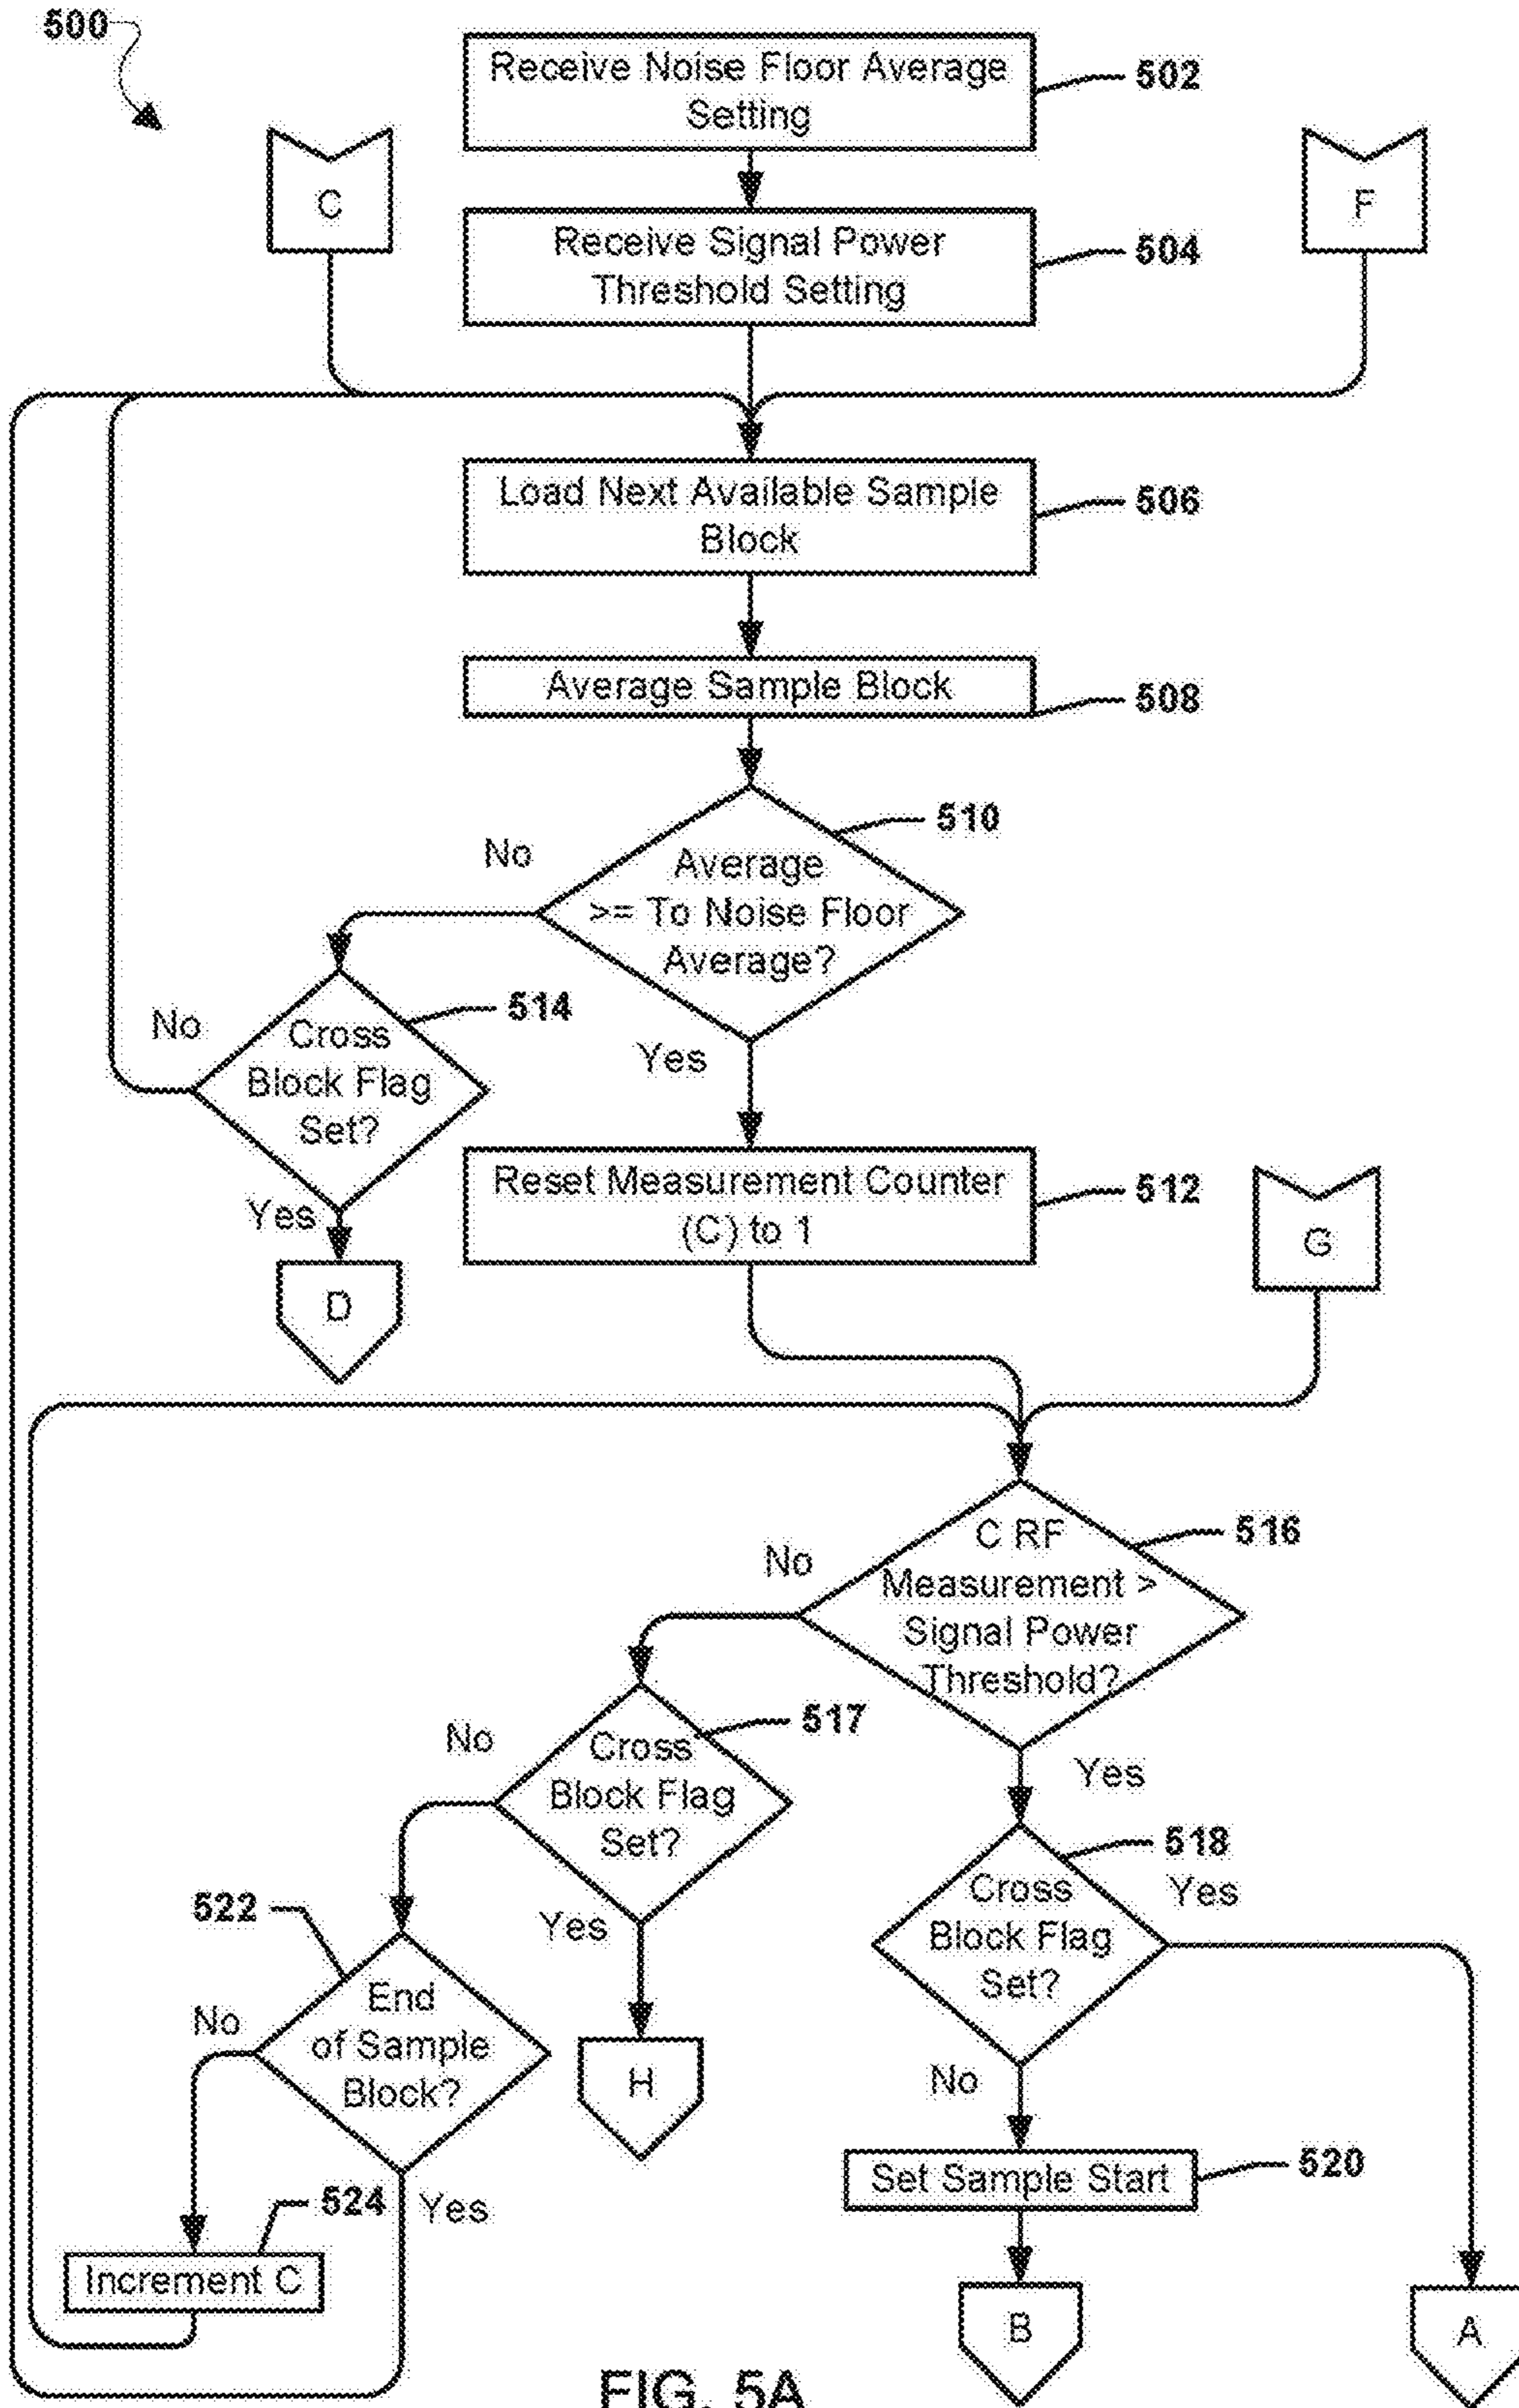 500
Receive Noise Floor Average
Setting
502
C
F
Receive Signal Power
Threshold Setting
504
Load Next Available Sample
Block
506
Average Sample Block
508
510
No
Average
>= To Noise Floor
Average?
514
No
Cross
Block Flag
Set?
Yes
Yes
Reset Measurement Counter
(C) to 1
512
D
G
C RF
Measurement >
Signal Power
Threshold?
516
No
517
No
Cross
Block Flag
Set?
Yes
Yes
518
Cross
Block Flag
Set?
Yes
522
End
of Sample
Block?
No
H
No
Set Sample Start
520
524
Yes
Increment C
B
A
FIG. 5A